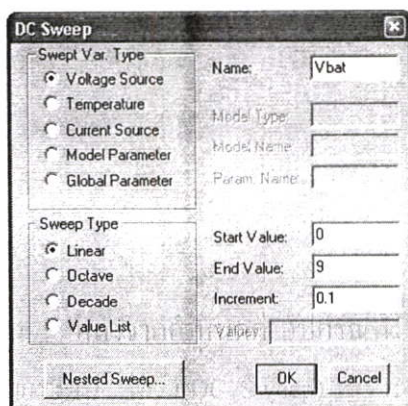 DC Sweep
Swept Var. Type
Voltage Source
Temperature
Current Source
Model Parameter
Global Parameter
Name: Vbat
Model Type:
Model Name:
Param. Name:
Sweep Type
Linear
Octave
Decade
Value List
Start Value: 0
End Value: 9
Increment: 0.1
Values:
Nested Sweep...
OK
Cancel